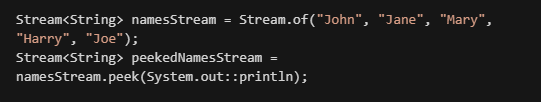 Stream<String> namesStream = Stream.of("John", "Jane", "Mary",
"Harry", "Joe");
Stream<String> peekedNamesStream =
namesStream.peek(System.out::println);